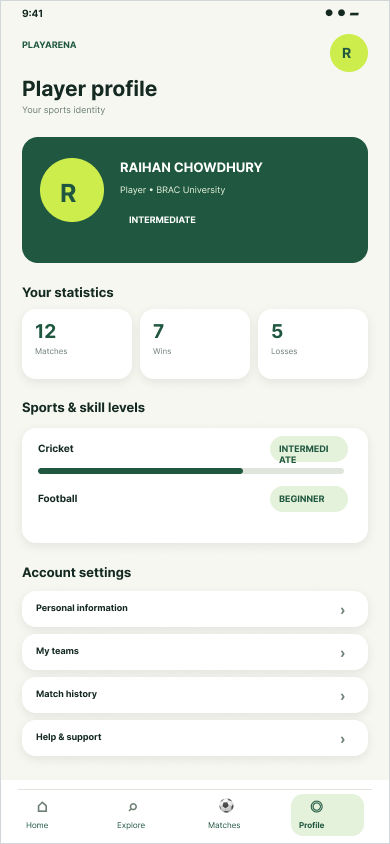 9:41
PLAYARENA
R
Player profile
Your sports identity
R
RAIHAN CHOWDHURY
Player • BRAC University
INTERMEDIATE
Your statistics
12
Matches
7
Wins
5
Losses
Sports & skill levels
Cricket
INTERMEDI
ATE
Football
BEGINNER
Account settings
Personal information ›
My teams ›
Match history ›
Help & support ›
Home
Explore
Matches
Profile